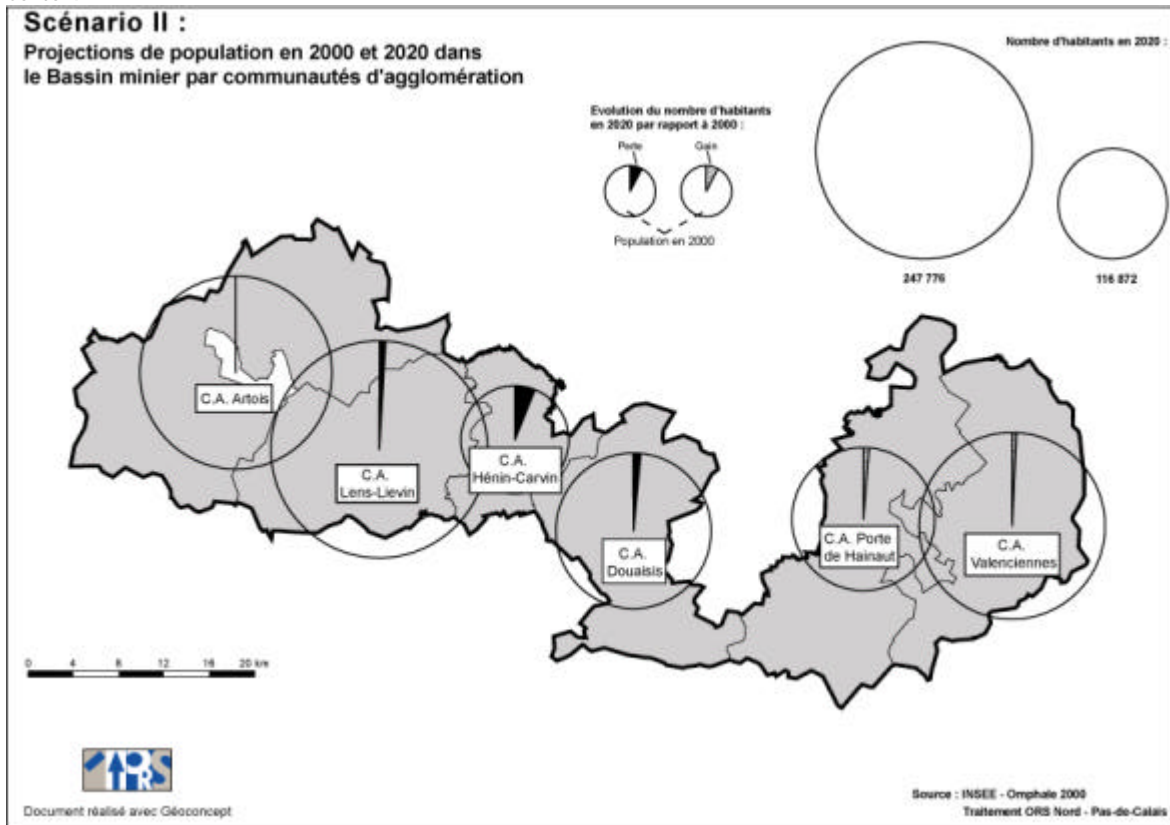 Scénario II :
Projections de population en 2000 et 2020 dans
le Bassin minier par communautés d'agglomération
Nombre d'habitants en 2020 :
Evolution du nombre d'habitants
en 2020 par rapport à 2000 :
Perte
Gain
Population en 2000
247 776
116 872
C.A. Artois
C.A.
Lens-Lievin
C.A.
Hénin-Carvin
C.A.
Douaisis
C.A. Porte
de Hainaut
C.A.
Valenciennes
0 4 8 12 16 20 km
ORS
Document réalisé avec Géoconcept
Source : INSEE - Omphale 2000
Traitement ORS Nord - Pas-de-Calais